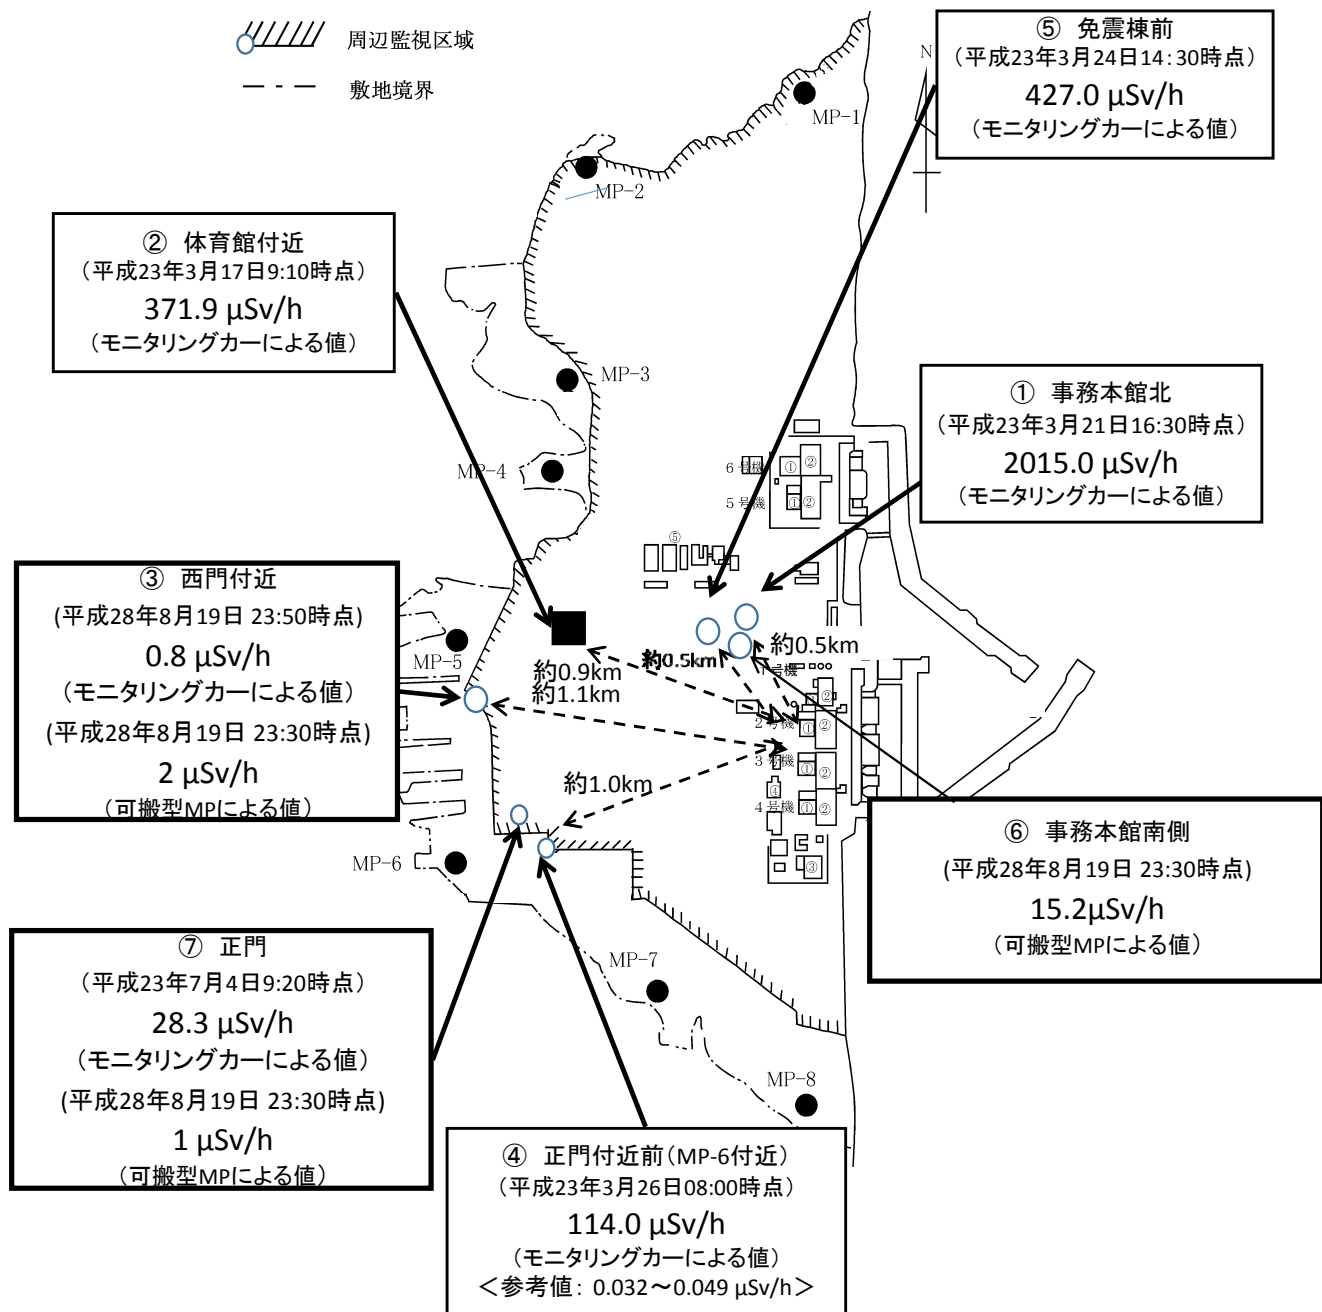 周辺監視区域
敷地境界
⑤ 免震棟前
(平成23年3月24日14:30時点)
427.0 μSv/h
(モニタリングカーによる値)
N
MP-1
MP-2
② 体育館付近
(平成23年3月17日9:10時点)
371.9 μSv/h
(モニタリングカーによる値)
MP-3
① 事務本館北
(平成23年3月21日16:30時点)
2015.0 μSv/h
(モニタリングカーによる値)
MP-4
6号機
① ②
5号機
① ②
⑤
③ 西門付近
(平成28年8月19日 23:50時点)
0.8 μSv/h
(モニタリングカーによる値)
(平成28年8月19日 23:30時点)
2 μSv/h
(可搬型MPによる値)
MP-5
約0.9km
約1.1km
約0.5km
約0.5km
1号機
②
2号機
① ②
3号機
① ②
④
4号機
① ②
③
約1.0km
MP-6
⑥ 事務本館南側
(平成28年8月19日 23:30時点)
15.2μSv/h
(可搬型MPによる値)
⑦ 正門
(平成23年7月4日9:20時点)
28.3 μSv/h
(モニタリングカーによる値)
(平成28年8月19日 23:30時点)
1 μSv/h
(可搬型MPによる値)
MP-7
MP-8
④ 正門付近前(MP-6付近)
(平成23年3月26日08:00時点)
114.0 μSv/h
(モニタリングカーによる値)
<参考値: 0.032~0.049 μSv/h>